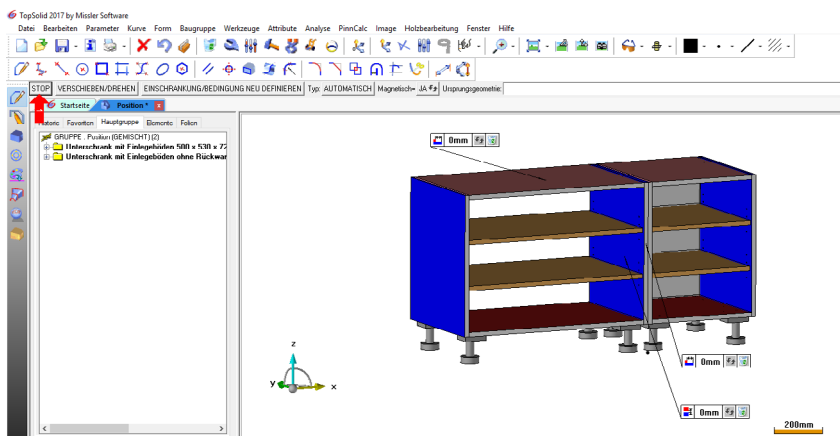 TopSolid 2017 by Missler Software
Datei Bearbeiten Parameter Kurve Form Baugruppe Werkzeuge Attribute Analyse PinnCalc Image Holzbearbeitung Fenster Hilfe
STOP VERSCHIEBEN/DREHEN EINSCHRANKUNG/BEDINGUNG NEU DEFINIEREN Typ: AUTOMATISCH Magnetisch= JA Ursprungsgeometrie:
Startseite Position *
Historie Favoriten Hauptgruppe Elemente Folien
GRUPPE . Position (GEMISCHT) (2)
Unterschrank mit Einlegeböden 500 x 530 x 72
Unterschrank mit Einlegeböden ohne Rückwar
0mm
0mm
0mm
z
y
x
200mm